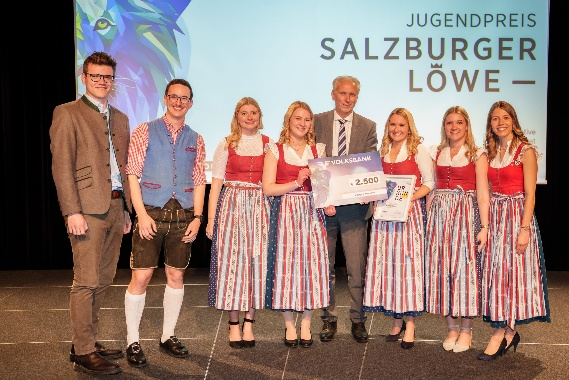 JUGENDPREIS
SALZBURGER
LÖWE
VOLKSBANK
€ 2.500